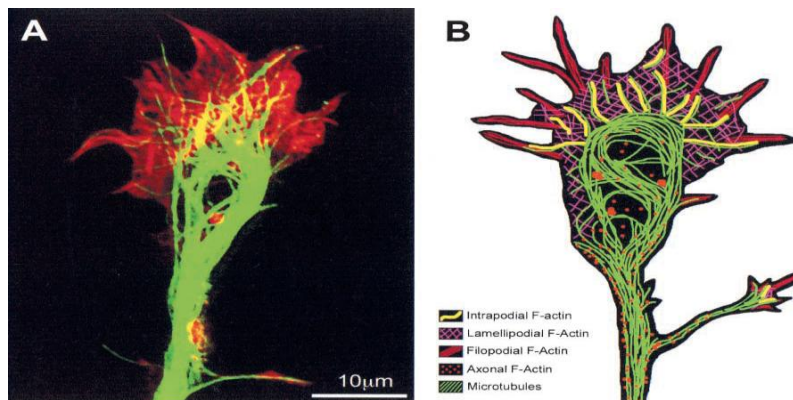 A
B
10μm
Intrapodial F-actin
Lamellipodial F-Actin
Filopodial F-Actin
Axonal F-Actin
Microtubules